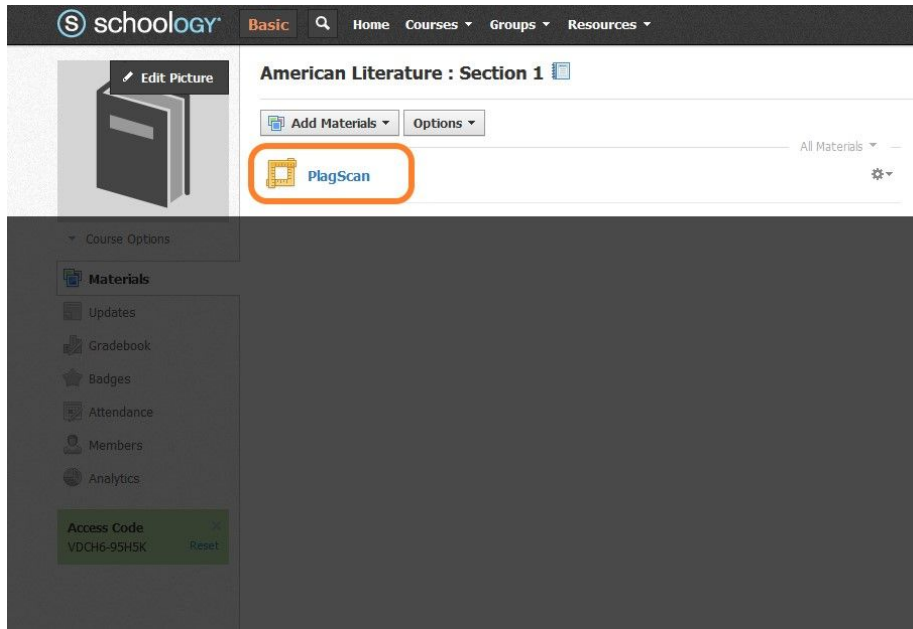 S schoology Basic Home Courses Groups Resources
Edit Picture
American Literature : Section 1
Add Materials Options
All Materials
PlagScan
Course Options
Materials
Updates
Gradebook
Badges
Attendance
Members
Analytics
Access Code
VDCH6-95H5K Reset